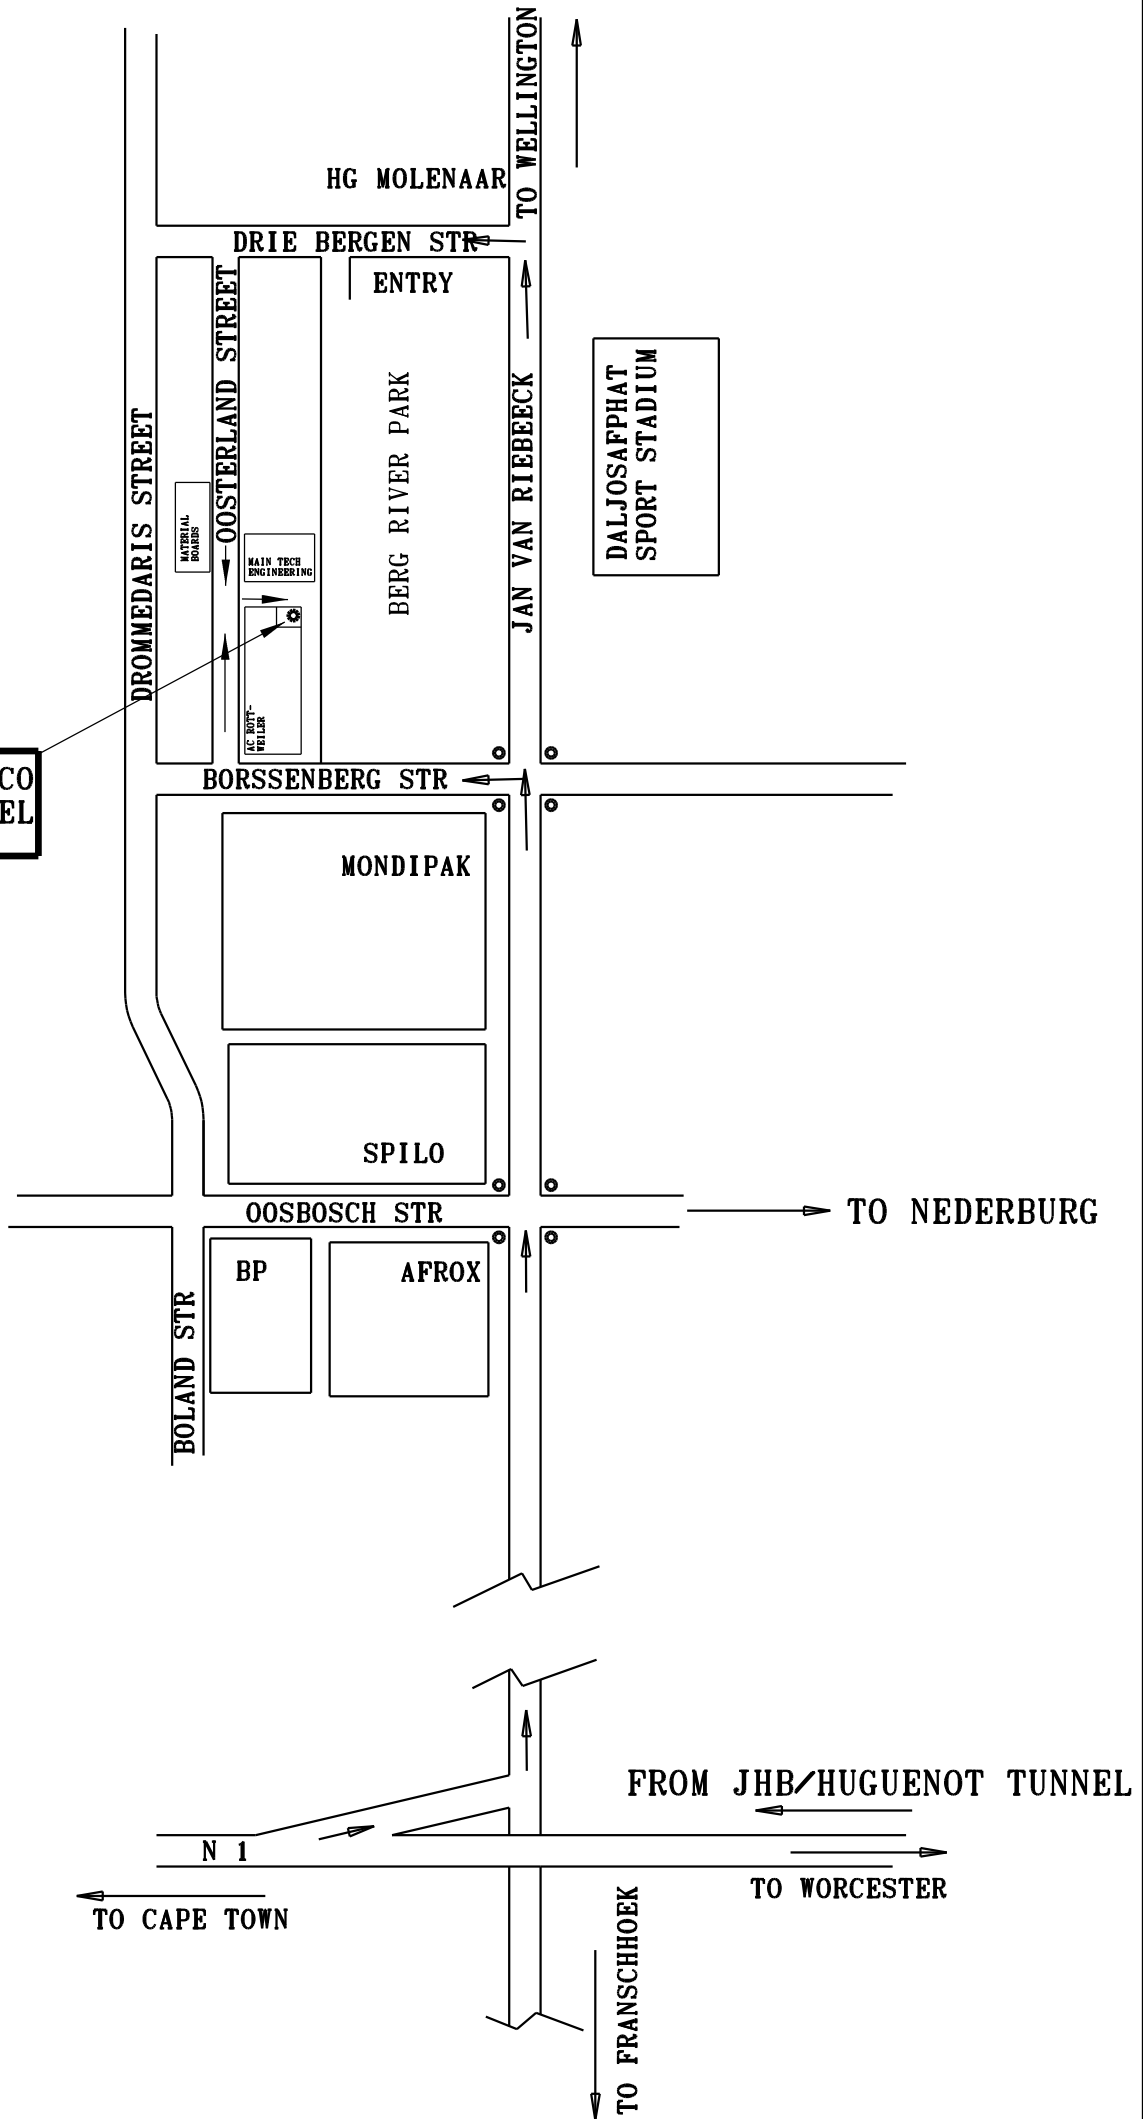 TO WELLINGTON
HG MOLENAAR
DRIE BERGEN STR
ENTRY
OOSTERLAND STREET
DROMMEDARIS STREET
BERG RIVER PARK
JAN VAN RIEBEECK
DALJOSAFPHAT
SPORT STADIUM
MATERIAL
BOARDS
MAIN TECH
ENGINEERING
AC ROTT-
WEILER
CO
EL
BORSSENBERG STR
MONDIPAK
SPILO
OOSBOSCH STR
TO NEDERBURG
BP
AFROX
BOLAND STR
FROM JHB/HUGUENOT TUNNEL
N 1
TO WORCESTER
TO CAPE TOWN
TO FRANSCHHOEK